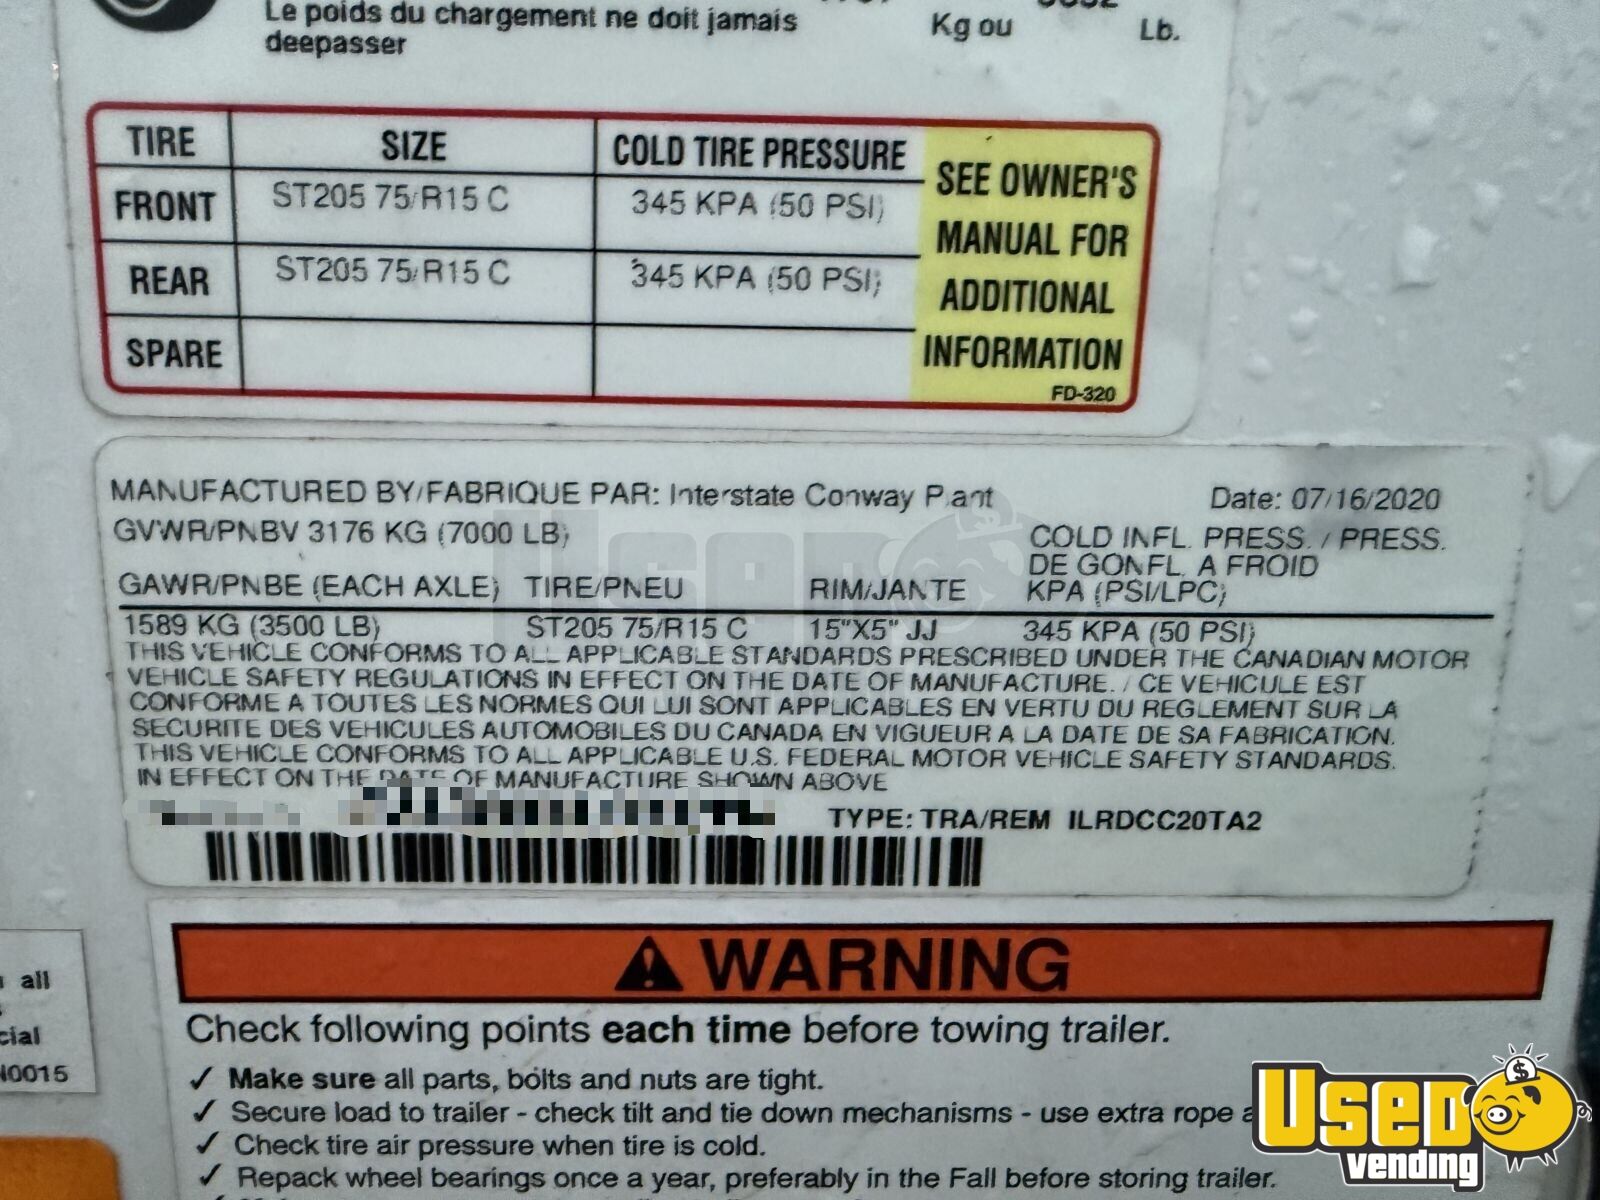 Le poids du chargement ne doit jamais
deepasser
Kg ou
Lb.
TIRE SIZE COLD TIRE PRESSURE
FRONT ST205 75/R15 C 345 KPA (50 PSI)
REAR ST205 75/R15 C 345 KPA (50 PSI)
SPARE
SEE OWNER'S
MANUAL FOR
ADDITIONAL
INFORMATION
FD-320
MANUFACTURED BY/FABRIQUE PAR: Interstate Conway Plant Date: 07/16/2020
GVWR/PNBV 3176 KG (7000 LB)
COLD INFL. PRESS. / PRESS.
DE GONFL. A FROID
GAWR/PNBE (EACH AXLE) TIRE/PNEU RIM/JANTE KPA (PSI/LPC)
1589 KG (3500 LB) ST205 75/R15 C 15"X5" JJ 345 KPA (50 PSI)
THIS VEHICLE CONFORMS TO ALL APPLICABLE STANDARDS PRESCRIBED UNDER THE CANADIAN MOTOR
VEHICLE SAFETY REGULATIONS IN EFFECT ON THE DATE OF MANUFACTURE. / CE VEHICULE EST
CONFORME A TOUTES LES NORMES QUI LUI SONT APPLICABLES EN VERTU DU REGLEMENT SUR LA
SECURITE DES VEHICULES AUTOMOBILES DU CANADA EN VIGUEUR A LA DATE DE SA FABRICATION.
THIS VEHICLE CONFORMS TO ALL APPLICABLE U.S. FEDERAL MOTOR VEHICLE SAFETY STANDARDS.
IN EFFECT ON THE DATE OF MANUFACTURE SHOWN ABOVE
TYPE: TRA/REM ILRDCC20TA2
WARNING
Check following points each time before towing trailer.
✓ Make sure all parts, bolts and nuts are tight.
✓ Secure load to trailer - check tilt and tie down mechanisms - use extra rope
✓ Check tire air pressure when tire is cold.
✓ Repack wheel bearings once a year, preferably in the Fall before storing trailer.
all
cial
0015
USED
vending